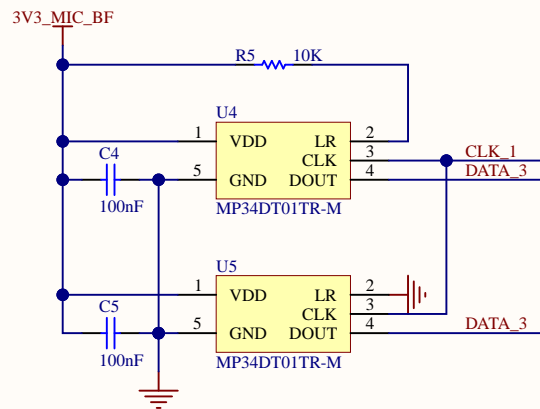 3V3_MIC_BF
R5 10K
U4
1 VDD LR 2
CLK 3 CLK_1
C4
5 GND DOUT 4 DATA_3
100nF MP34DT01TR-M
U5
1 VDD LR 2
C5 CLK 3
5 GND DOUT 4 DATA_3
100nF MP34DT01TR-M